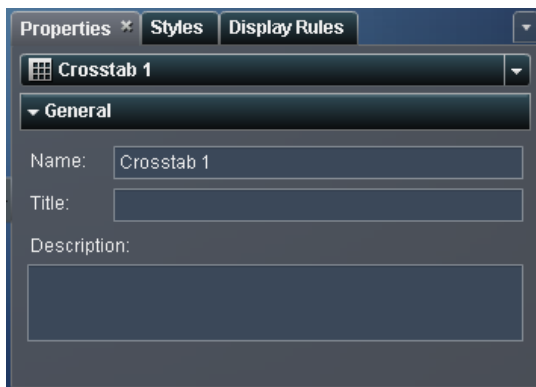 Properties Styles Display Rules
Crosstab 1
General
Name: Crosstab 1
Title:
Description: